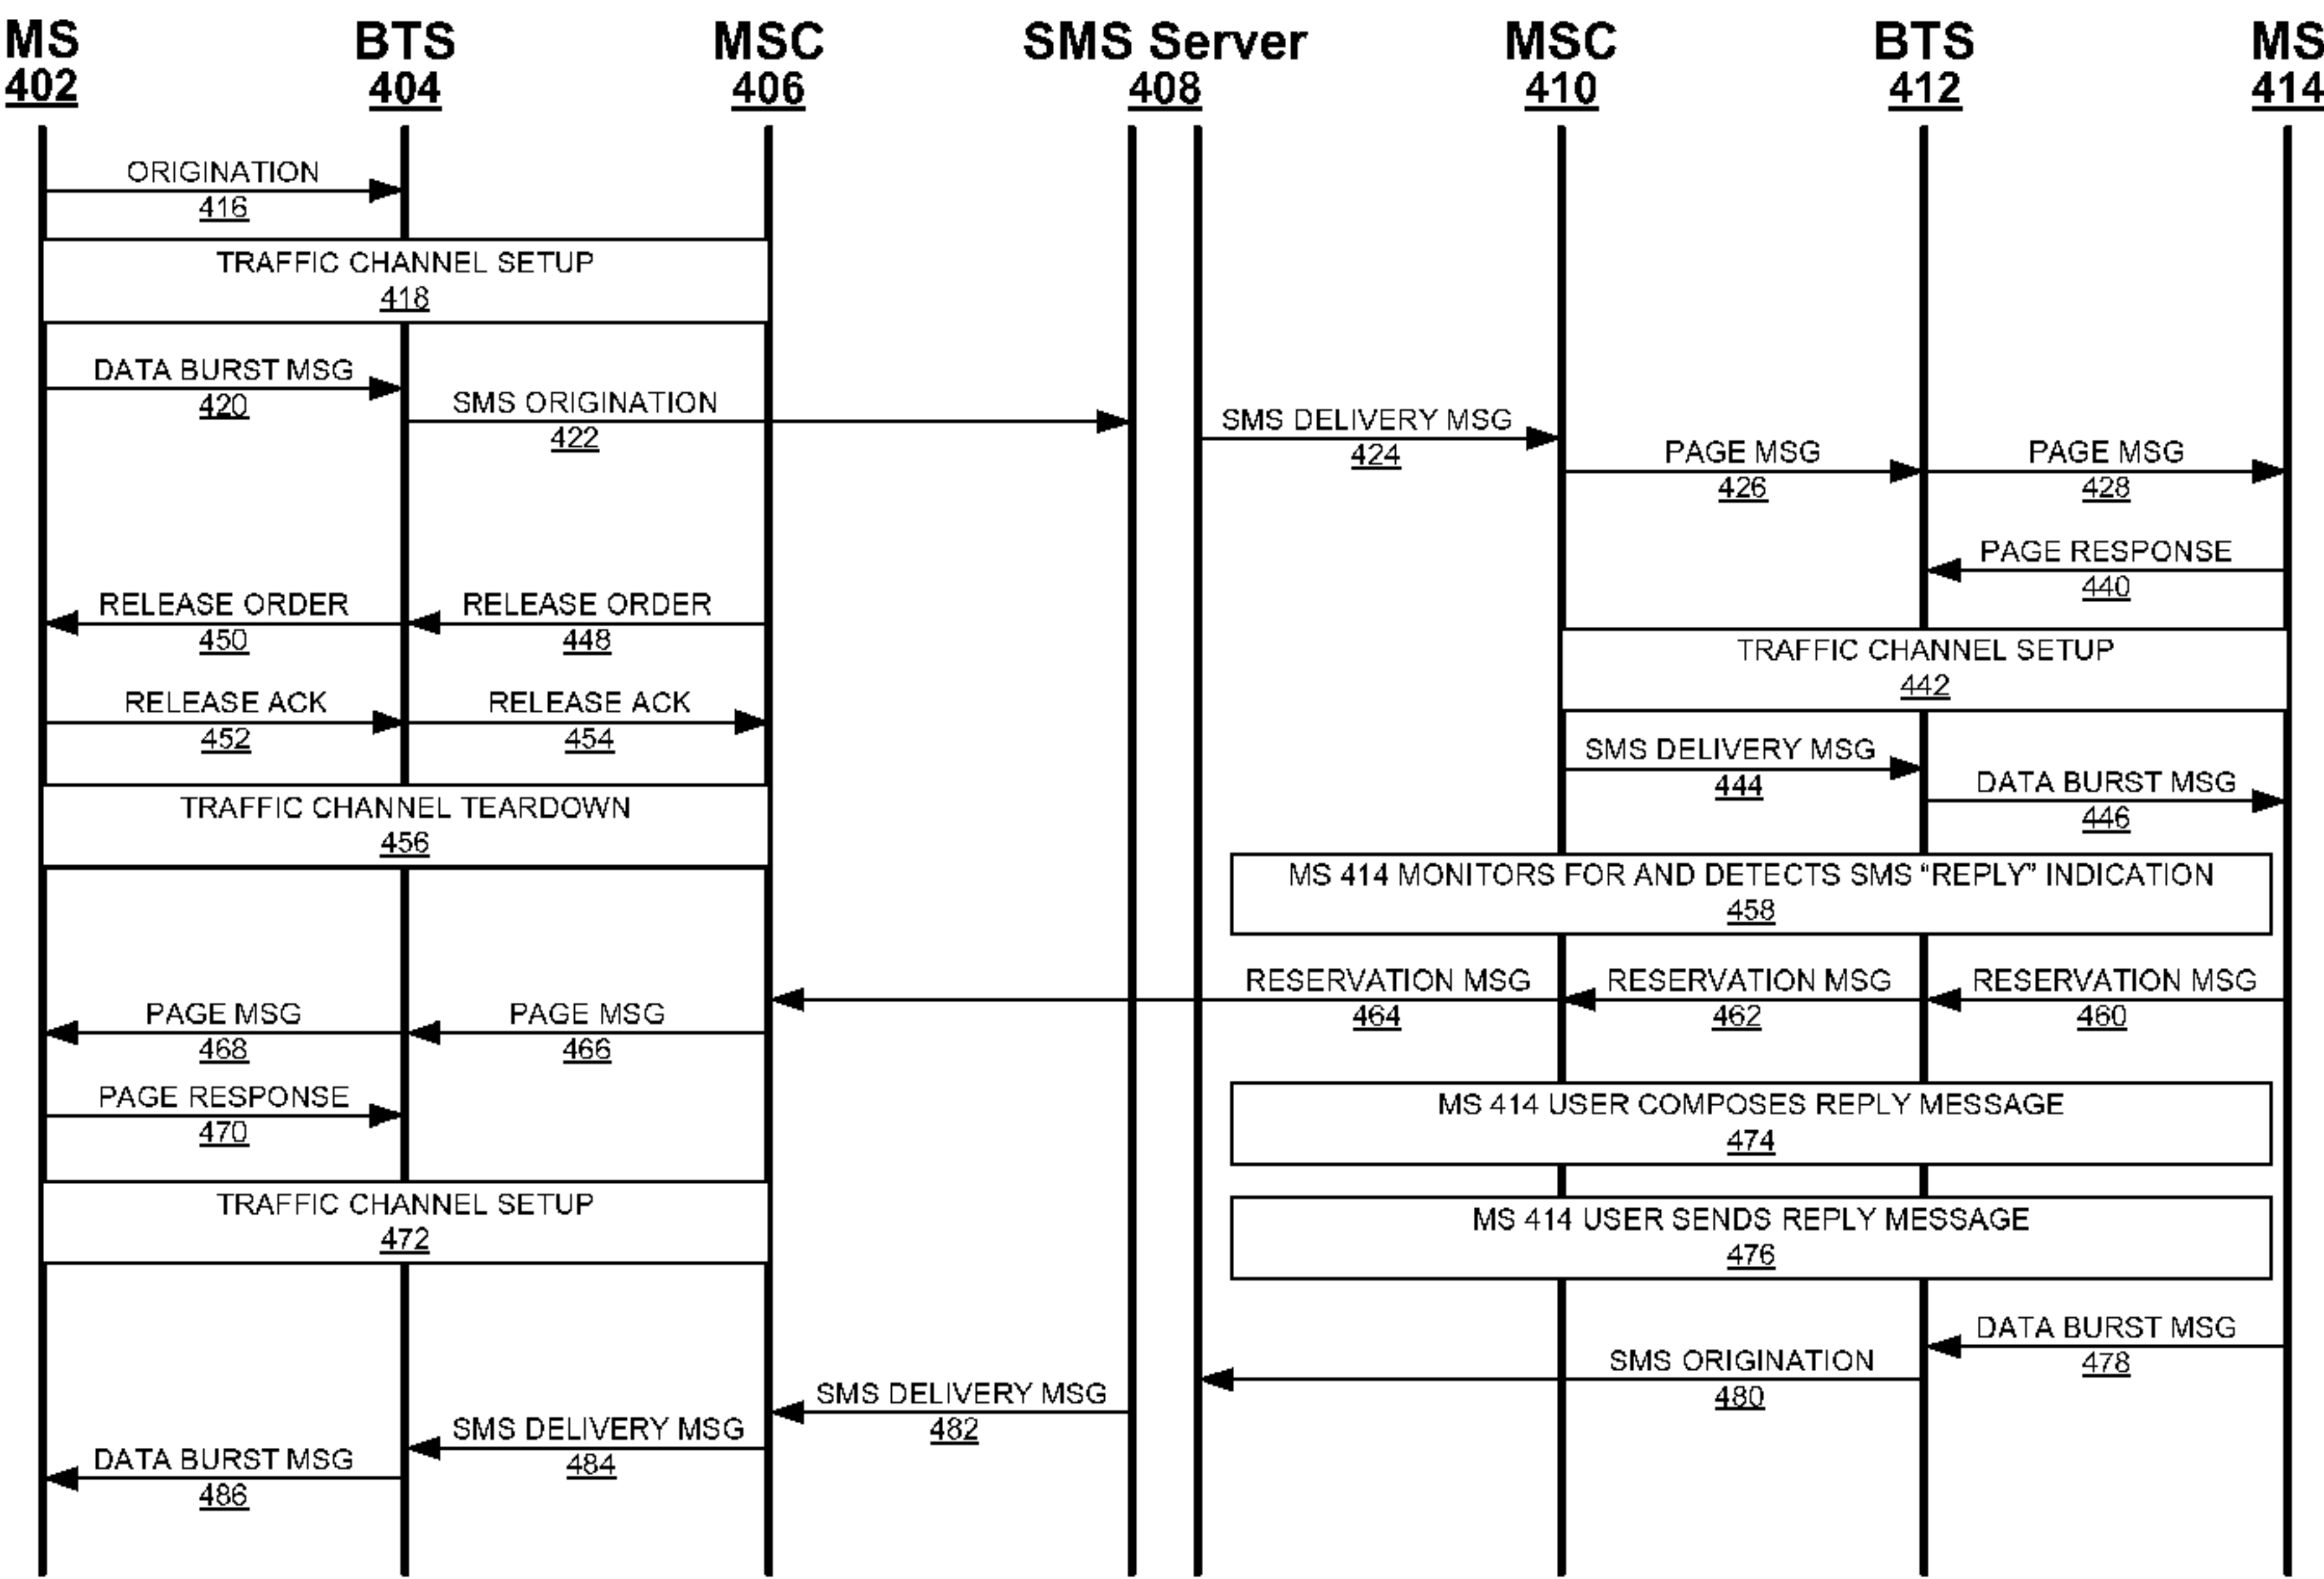 MS BTS MSC SMS Server MSC BTS MS
402 404 406 408 410 412 414
ORIGINATION
416
TRAFFIC CHANNEL SETUP
418
DATA BURST MSG
420
SMS ORIGINATION
422
SMS DELIVERY MSG
424
PAGE MSG
426
PAGE MSG
428
PAGE RESPONSE
440
RELEASE ORDER
450
RELEASE ORDER
448
TRAFFIC CHANNEL SETUP
442
RELEASE ACK
452
RELEASE ACK
454
SMS DELIVERY MSG
444
DATA BURST MSG
446
TRAFFIC CHANNEL TEARDOWN
456
MS 414 MONITORS FOR AND DETECTS SMS “REPLY” INDICATION
458
RESERVATION MSG
464
RESERVATION MSG
462
RESERVATION MSG
460
PAGE MSG
468
PAGE MSG
466
PAGE RESPONSE
470
MS 414 USER COMPOSES REPLY MESSAGE
474
TRAFFIC CHANNEL SETUP
472
MS 414 USER SENDS REPLY MESSAGE
476
DATA BURST MSG
478
SMS ORIGINATION
480
SMS DELIVERY MSG
482
SMS DELIVERY MSG
484
DATA BURST MSG
486